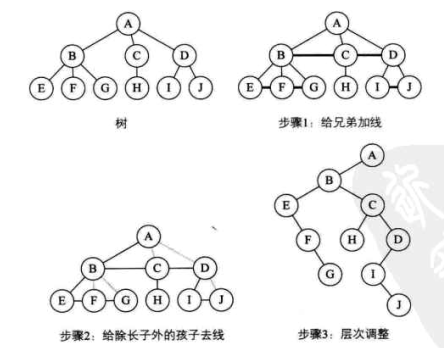 A
B C D
E F G H I J
树
A
B C D
E F G H I J
步骤1：给兄弟加线
A
B C D
E F G H I J
步骤2：给除长子外的孩子去线
A
B
E C
F H D
G I
J
步骤3：层次调整